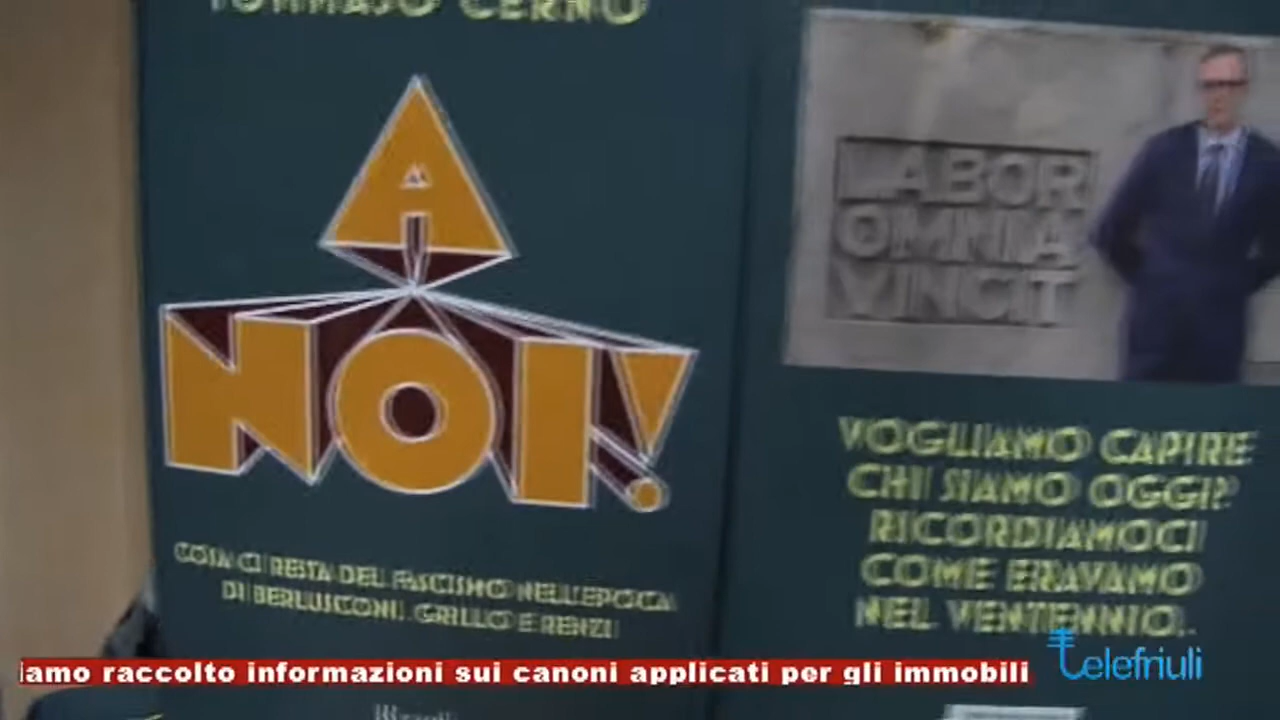 TOMMASO CERNO
A
NOI!
COSA CI RESTA DEL FASCISMO NELL'EPOCA
DI BERLUSCONI, GRILLO E RENZI
LABOR
OMNIA
VINCIT
VOGLIAMO CAPIRE
CHI SIAMO OGGI?
RICORDIAMOCI
COME ERAVAMO
NEL VENTENNIO.
iamo raccolto informazioni sui canoni applicati per gli immobili
telefriuli